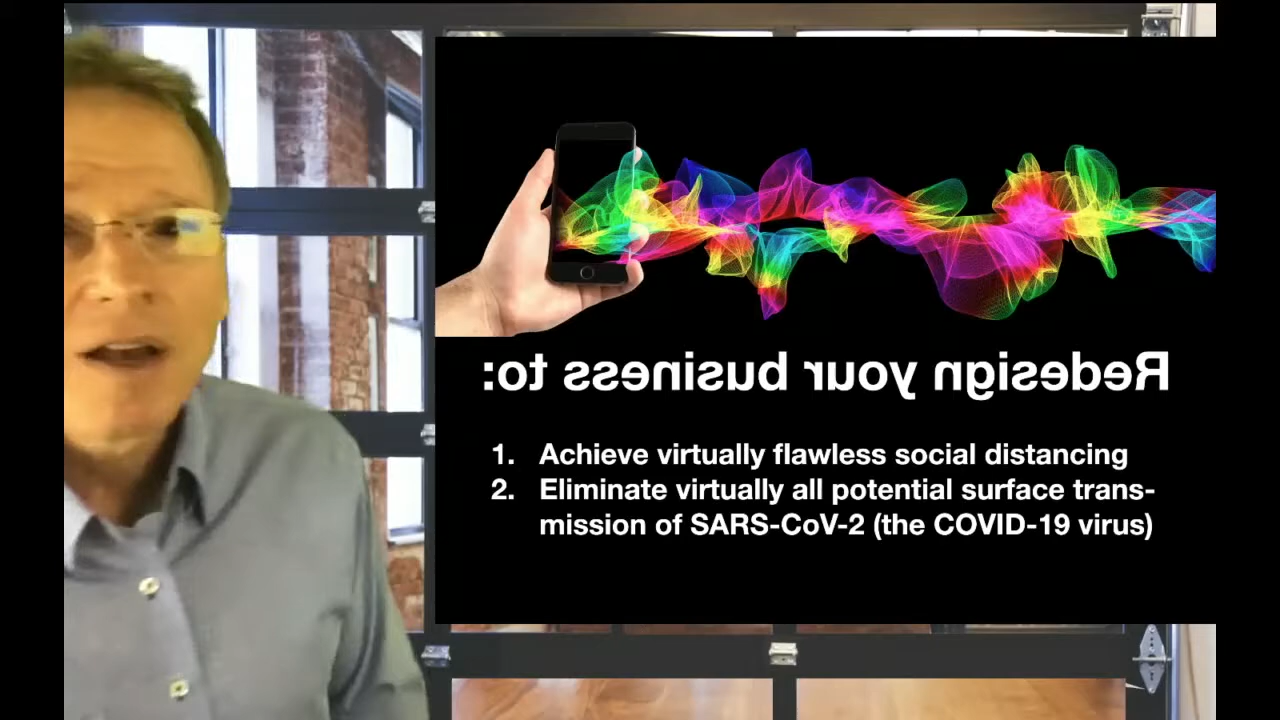 Redesign your business to:
1. Achieve virtually flawless social distancing
2. Eliminate virtually all potential surface trans-
mission of SARS-CoV-2 (the COVID-19 virus)